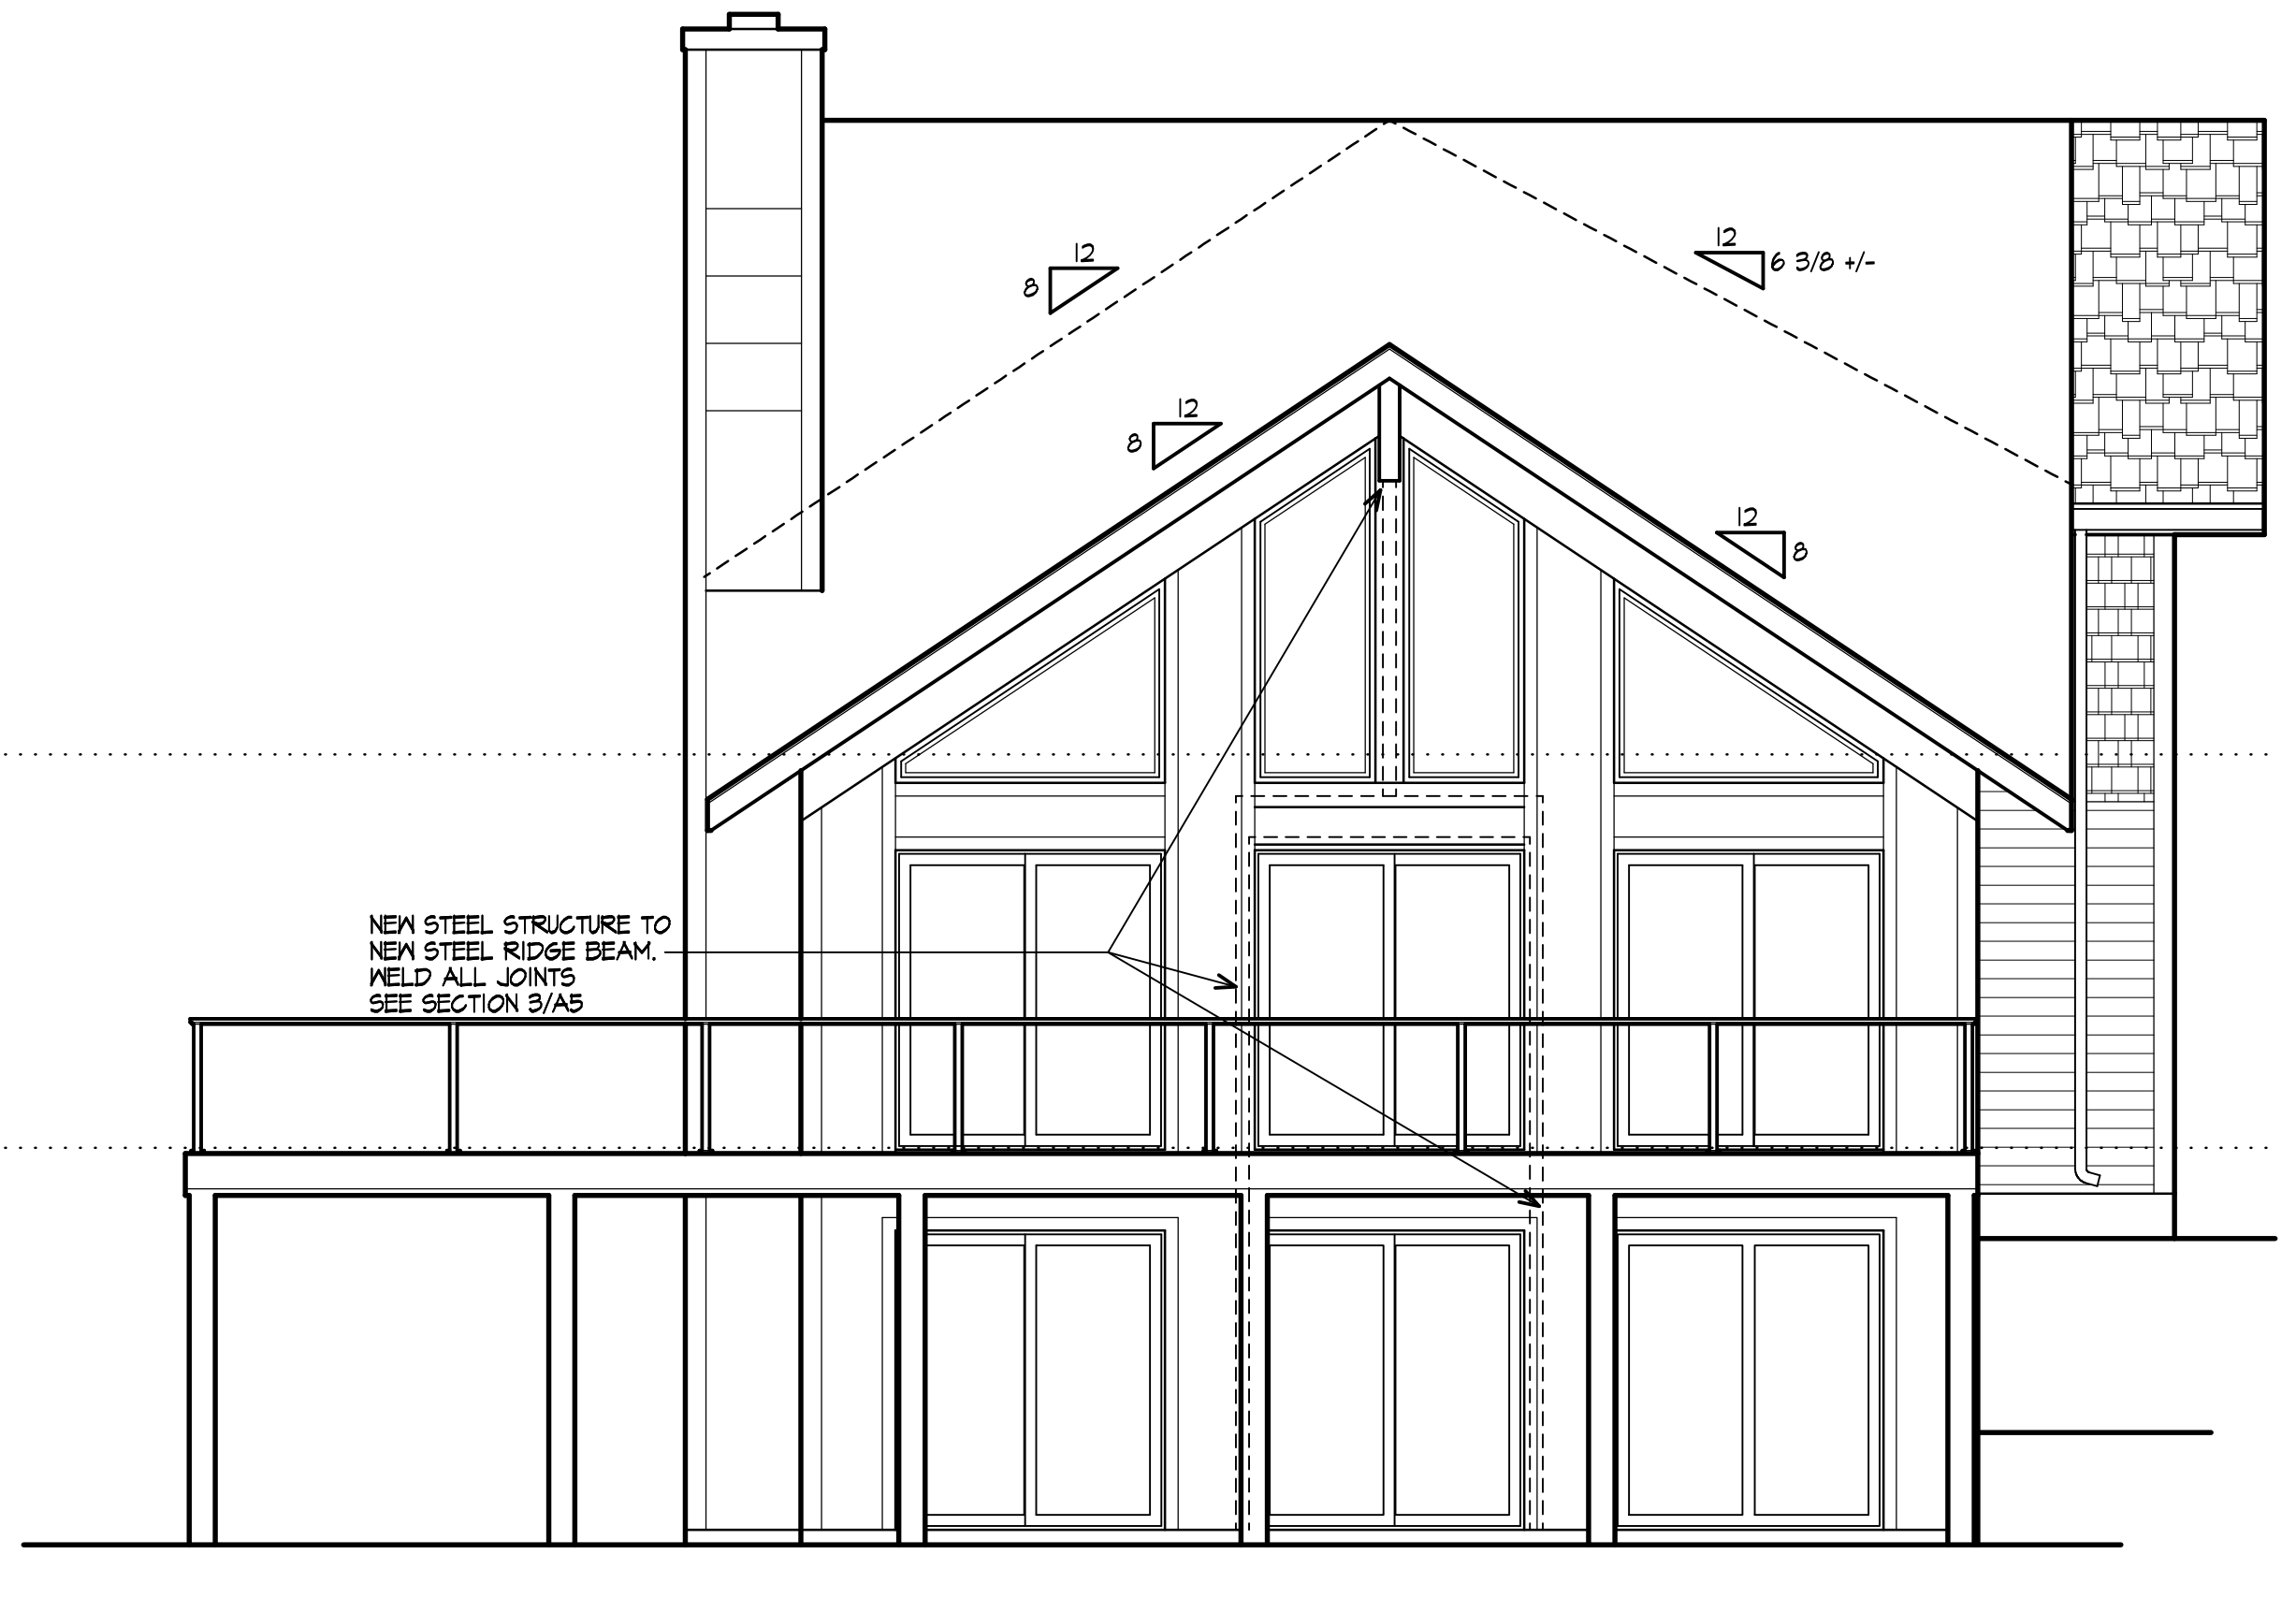 12
6 3/8 +/-
12
8
12
8
12
8
NEW STEEL STRUCTURE TO
NEW STEEL RIDGE BEAM.
WELD ALL JOINTS
SEE SECTION 3/A5